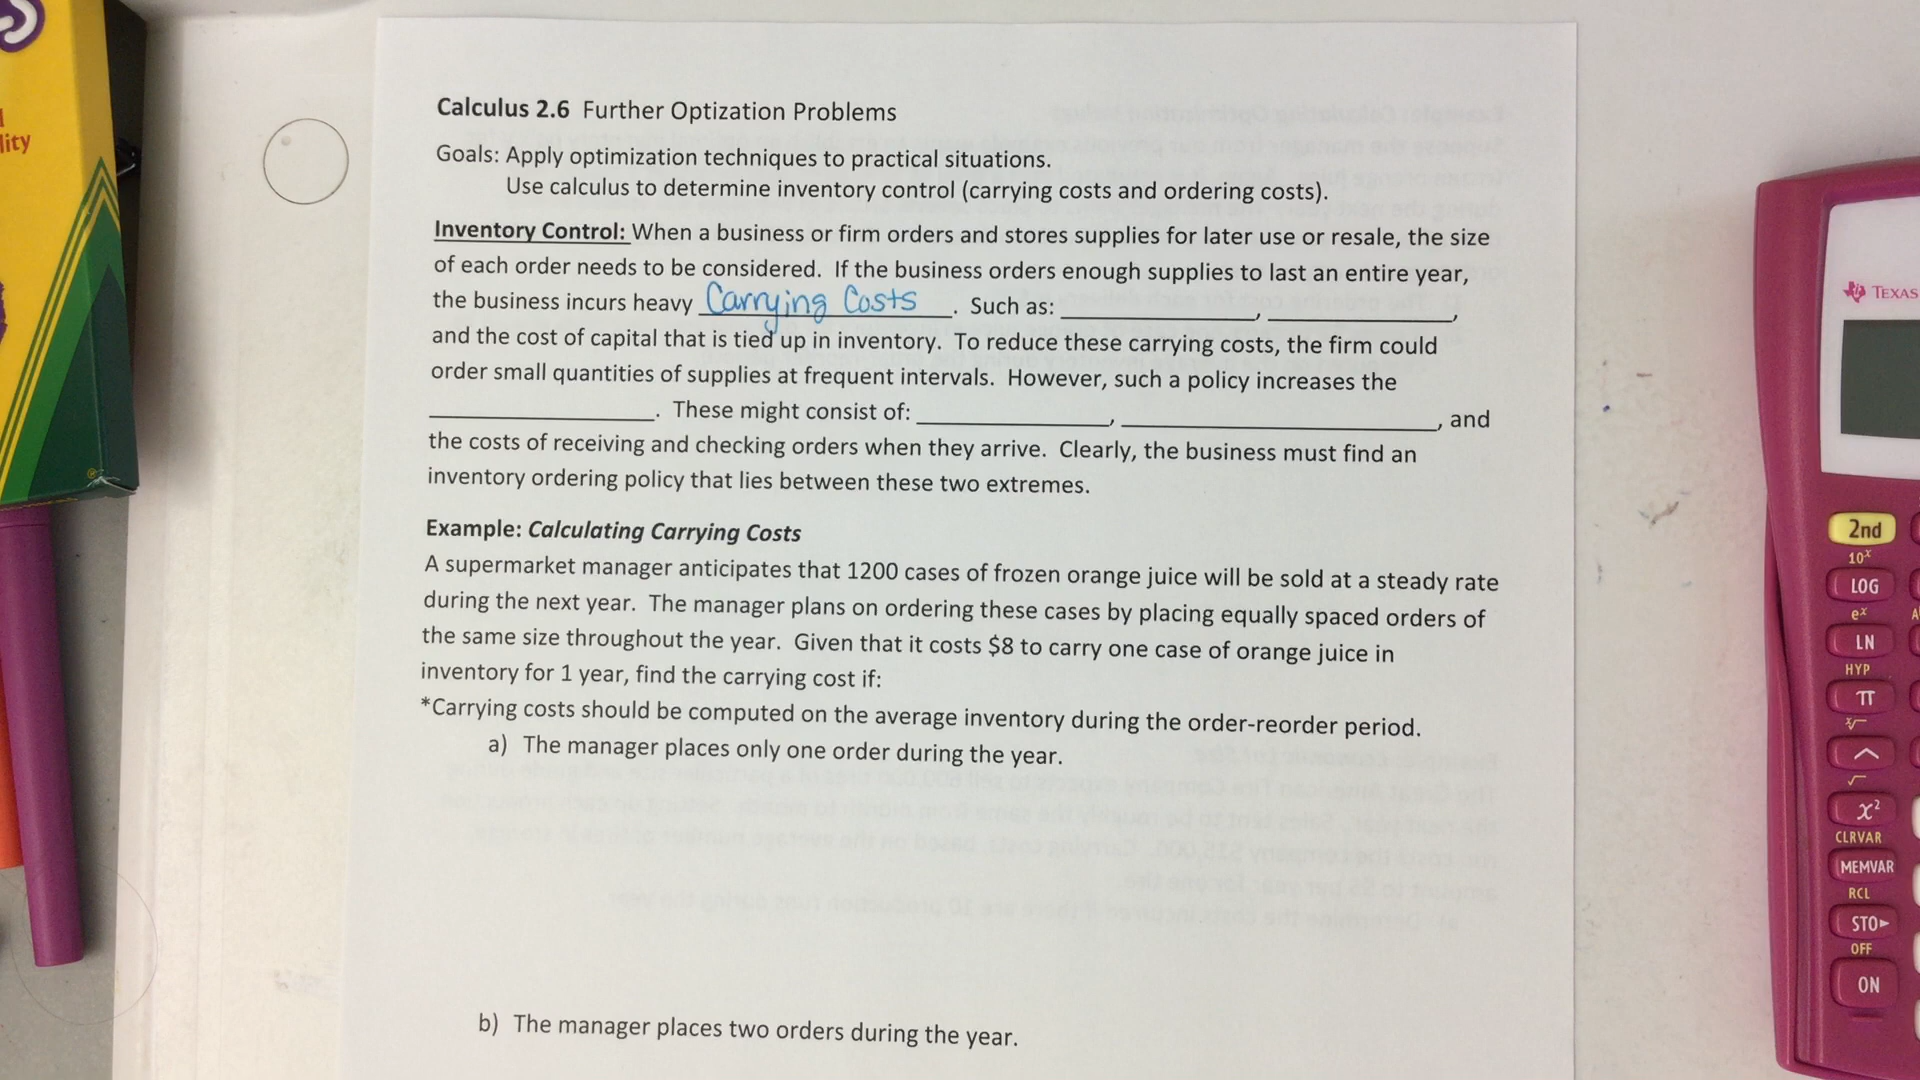 lity
Calculus 2.6 Further Optization Problems
Goals: Apply optimization techniques to practical situations.
Use calculus to determine inventory control (carrying costs and ordering costs).
Inventory Control: When a business or firm orders and stores supplies for later use or resale, the size
of each order needs to be considered. If the business orders enough supplies to last an entire year,
the business incurs heavy Carrying Costs. Such as: ____________, ____________,
and the cost of capital that is tied up in inventory. To reduce these carrying costs, the firm could
order small quantities of supplies at frequent intervals. However, such a policy increases the
____________. These might consist of: ____________, ____________________, and
the costs of receiving and checking orders when they arrive. Clearly, the business must find an
inventory ordering policy that lies between these two extremes.
Example: Calculating Carrying Costs
A supermarket manager anticipates that 1200 cases of frozen orange juice will be sold at a steady rate
during the next year. The manager plans on ordering these cases by placing equally spaced orders of
the same size throughout the year. Given that it costs $8 to carry one case of orange juice in
inventory for 1 year, find the carrying cost if:
*Carrying costs should be computed on the average inventory during the order-reorder period.
a) The manager places only one order during the year.
b) The manager places two orders during the year.
TEXAS
2nd
10ˣ
LOG
eˣ
LN
HYP
π
ˣ√
^
√
x²
CLRVAR
MEMVAR
RCL
STO►
OFF
ON